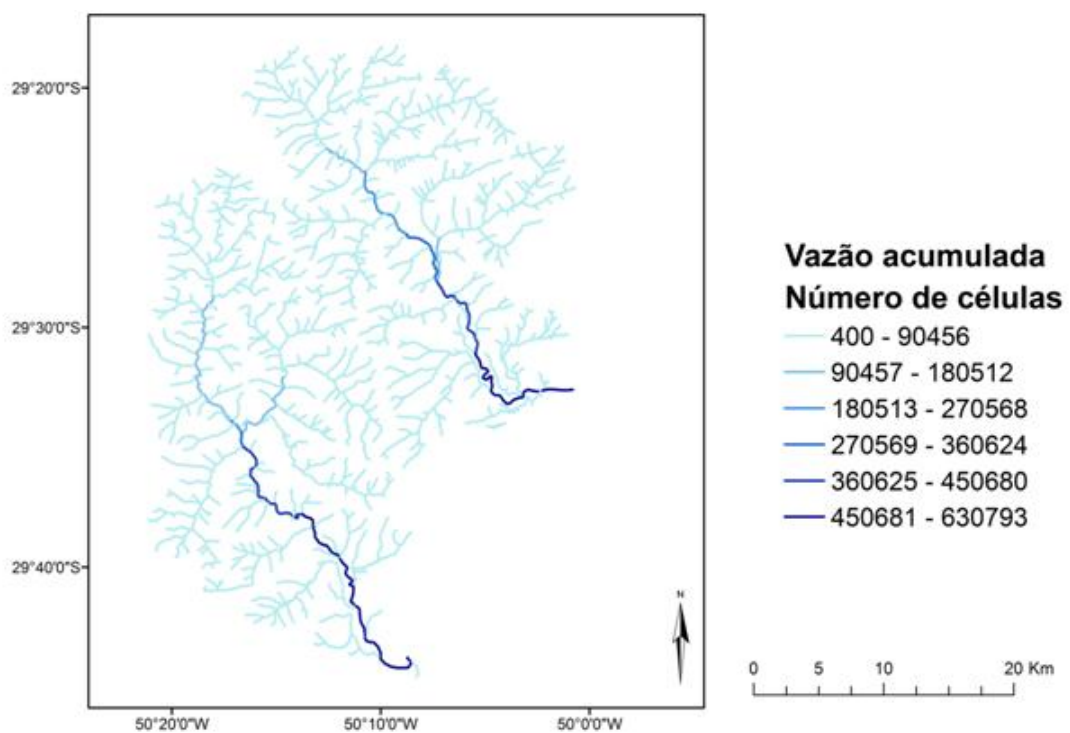 29°20'0"S
29°30'0"S
29°40'0"S
50°20'0"W
50°10'0"W
50°0'0"W
Vazão acumulada
Número de células
400 - 90456
90457 - 180512
180513 - 270568
270569 - 360624
360625 - 450680
450681 - 630793
N
0 5 10 20 Km